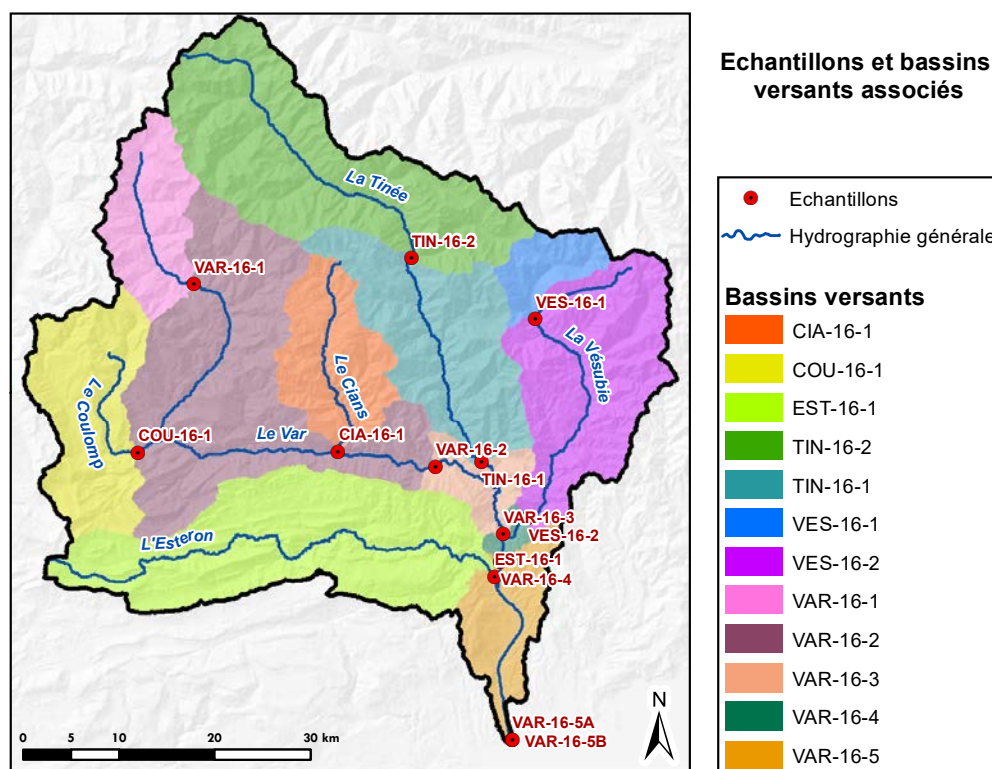 Echantillons et bassins
versants associés
La Tinée
TIN-16-2
VAR-16-1
VES-16-1
La Vésubie
Le Coulomp
Le Cians
COU-16-1
Le Var
CIA-16-1
VAR-16-2
TIN-16-1
VAR-16-3
VES-16-2
L'Esteron
EST-16-1
VAR-16-4
VAR-16-5A
VAR-16-5B
N
0 5 10 20 30 km
Echantillons
Hydrographie générale
Bassins versants
CIA-16-1
COU-16-1
EST-16-1
TIN-16-2
TIN-16-1
VES-16-1
VES-16-2
VAR-16-1
VAR-16-2
VAR-16-3
VAR-16-4
VAR-16-5